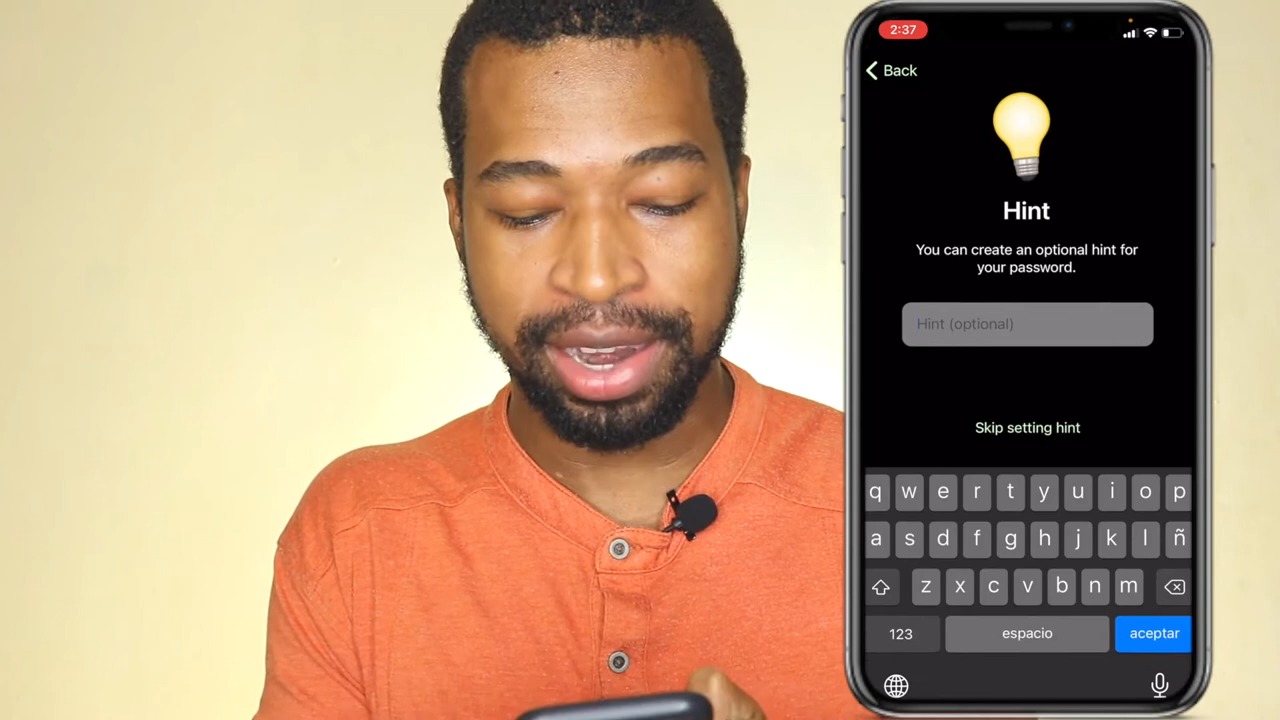 2:37
Back
Hint
You can create an optional hint for
your password.
Hint (optional)
Skip setting hint
q w e r t y u i o p
a s d f g h j k l ñ
z x c v b n m
123 espacio aceptar